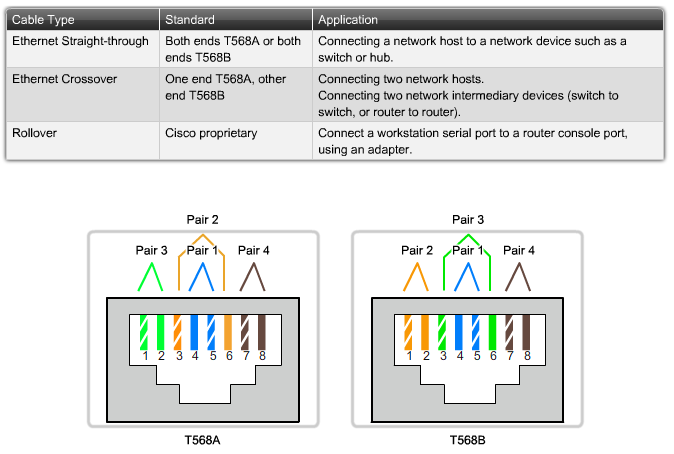 Cable Type Standard Application
Ethernet Straight-through Both ends T568A or both Connecting a network host to a network device such as a
ends T568B switch or hub.
Ethernet Crossover One end T568A, other Connecting two network hosts.
end T568B Connecting two network intermediary devices (switch to
switch, or router to router).
Rollover Cisco proprietary Connect a workstation serial port to a router console port,
using an adapter.
Pair 2
Pair 3 Pair 1 Pair 4
1 2 3 4 5 6 7 8
T568A
Pair 3
Pair 2 Pair 1 Pair 4
1 2 3 4 5 6 7 8
T568B